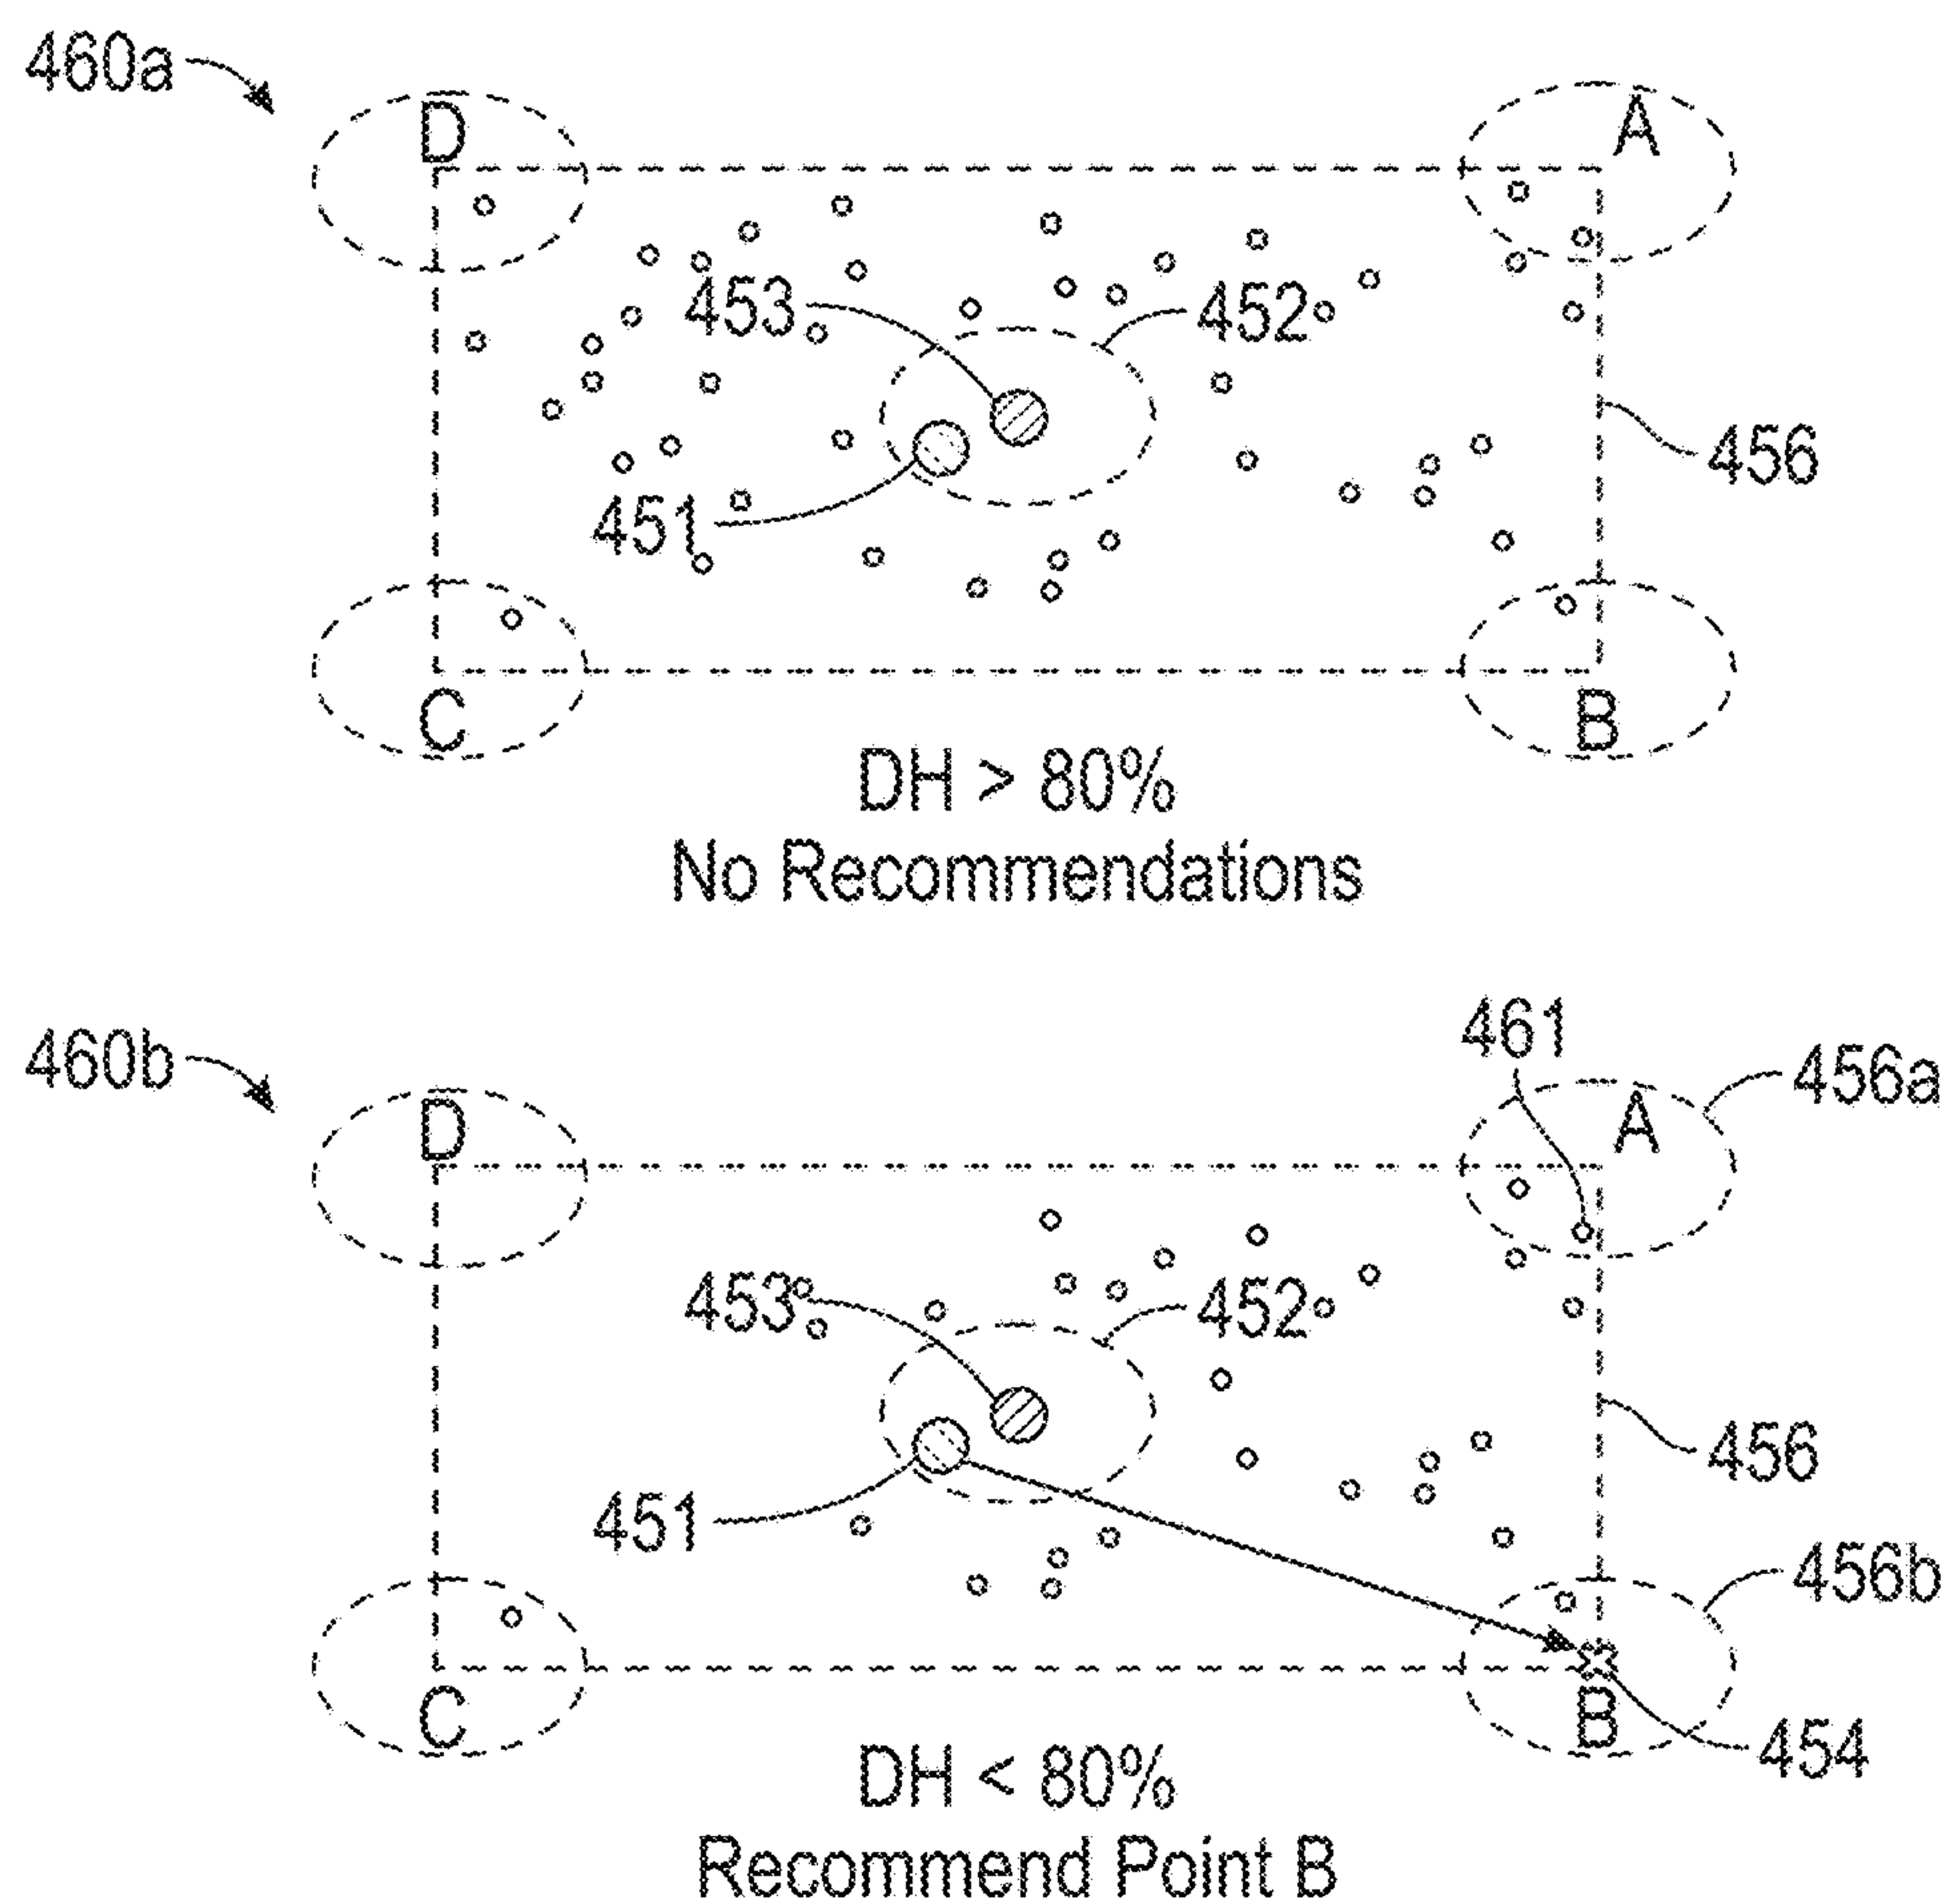 460a
D
A
453
452
456
451
C
B
DH > 80%
No Recommendations
461
460b
456a
D
A
453
452
456
451
456b
C
B
454
DH < 80%
Recommend Point B